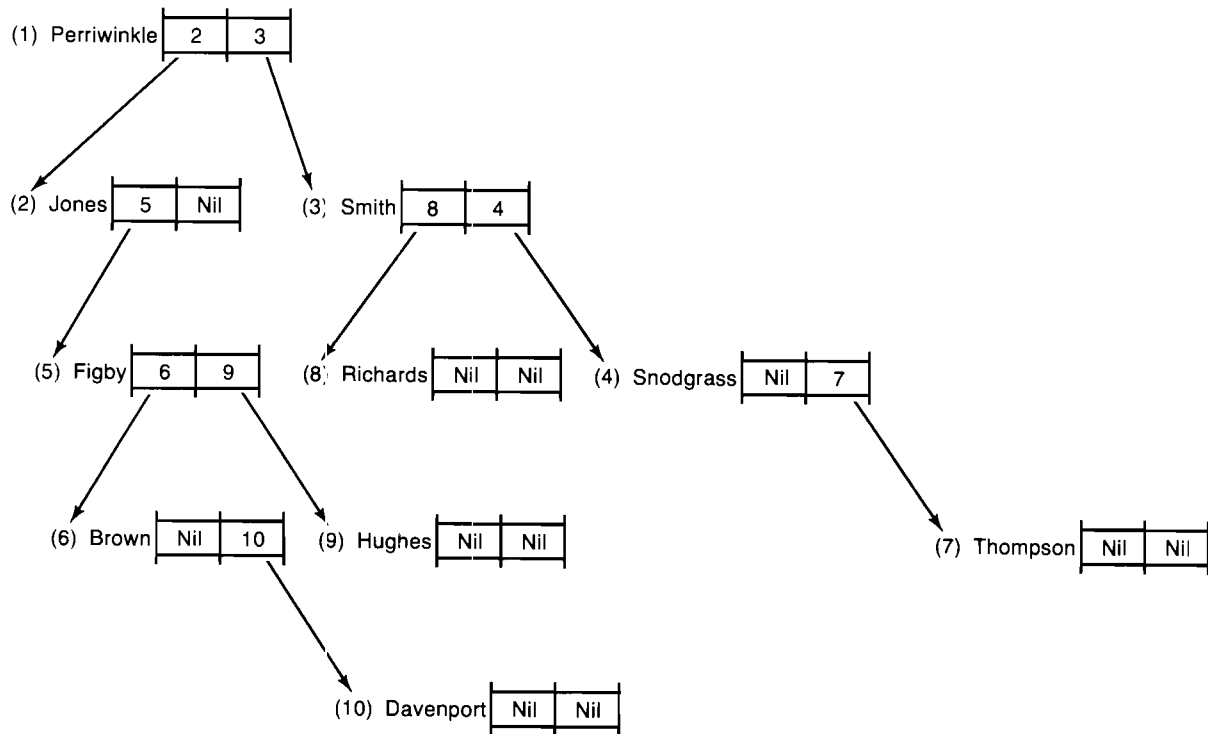 (1) Perriwinkle 2 3
(2) Jones 5 Nil (3) Smith 8 4
(5) Figby 6 9 (8) Richards Nil Nil (4) Snodgrass Nil 7
(6) Brown Nil 10 (9) Hughes Nil Nil (7) Thompson Nil Nil
(10) Davenport Nil Nil